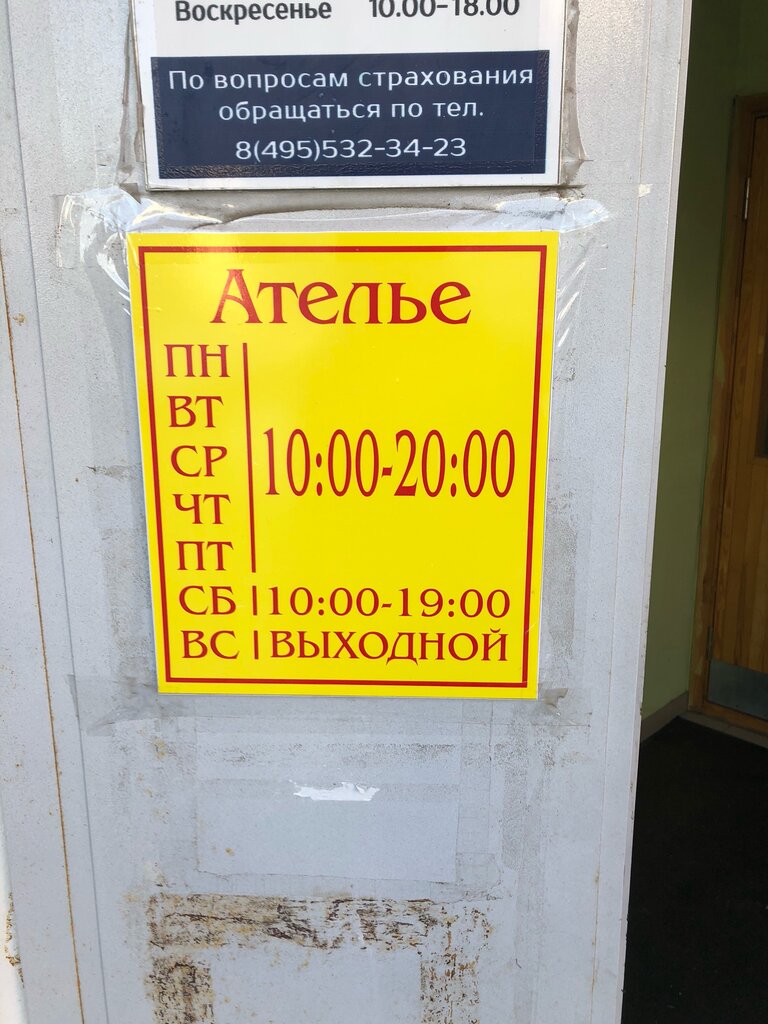 Воскресенье 10.00-18.00
По вопросам страхования
обращаться по тел.
8(495)532-34-23
Ателье
ПН
ВТ
СР
ЧТ
ПТ
10:00-20:00
СБ 10:00-19:00
ВС ВЫХОДНОЙ